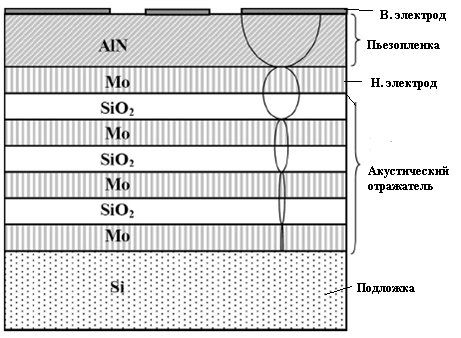 В. электрод
AlN
Пьезопленка
Mo
Н. электрод
SiO₂
Mo
SiO₂
Акустический
отражатель
Mo
SiO₂
Mo
Si
Подложка